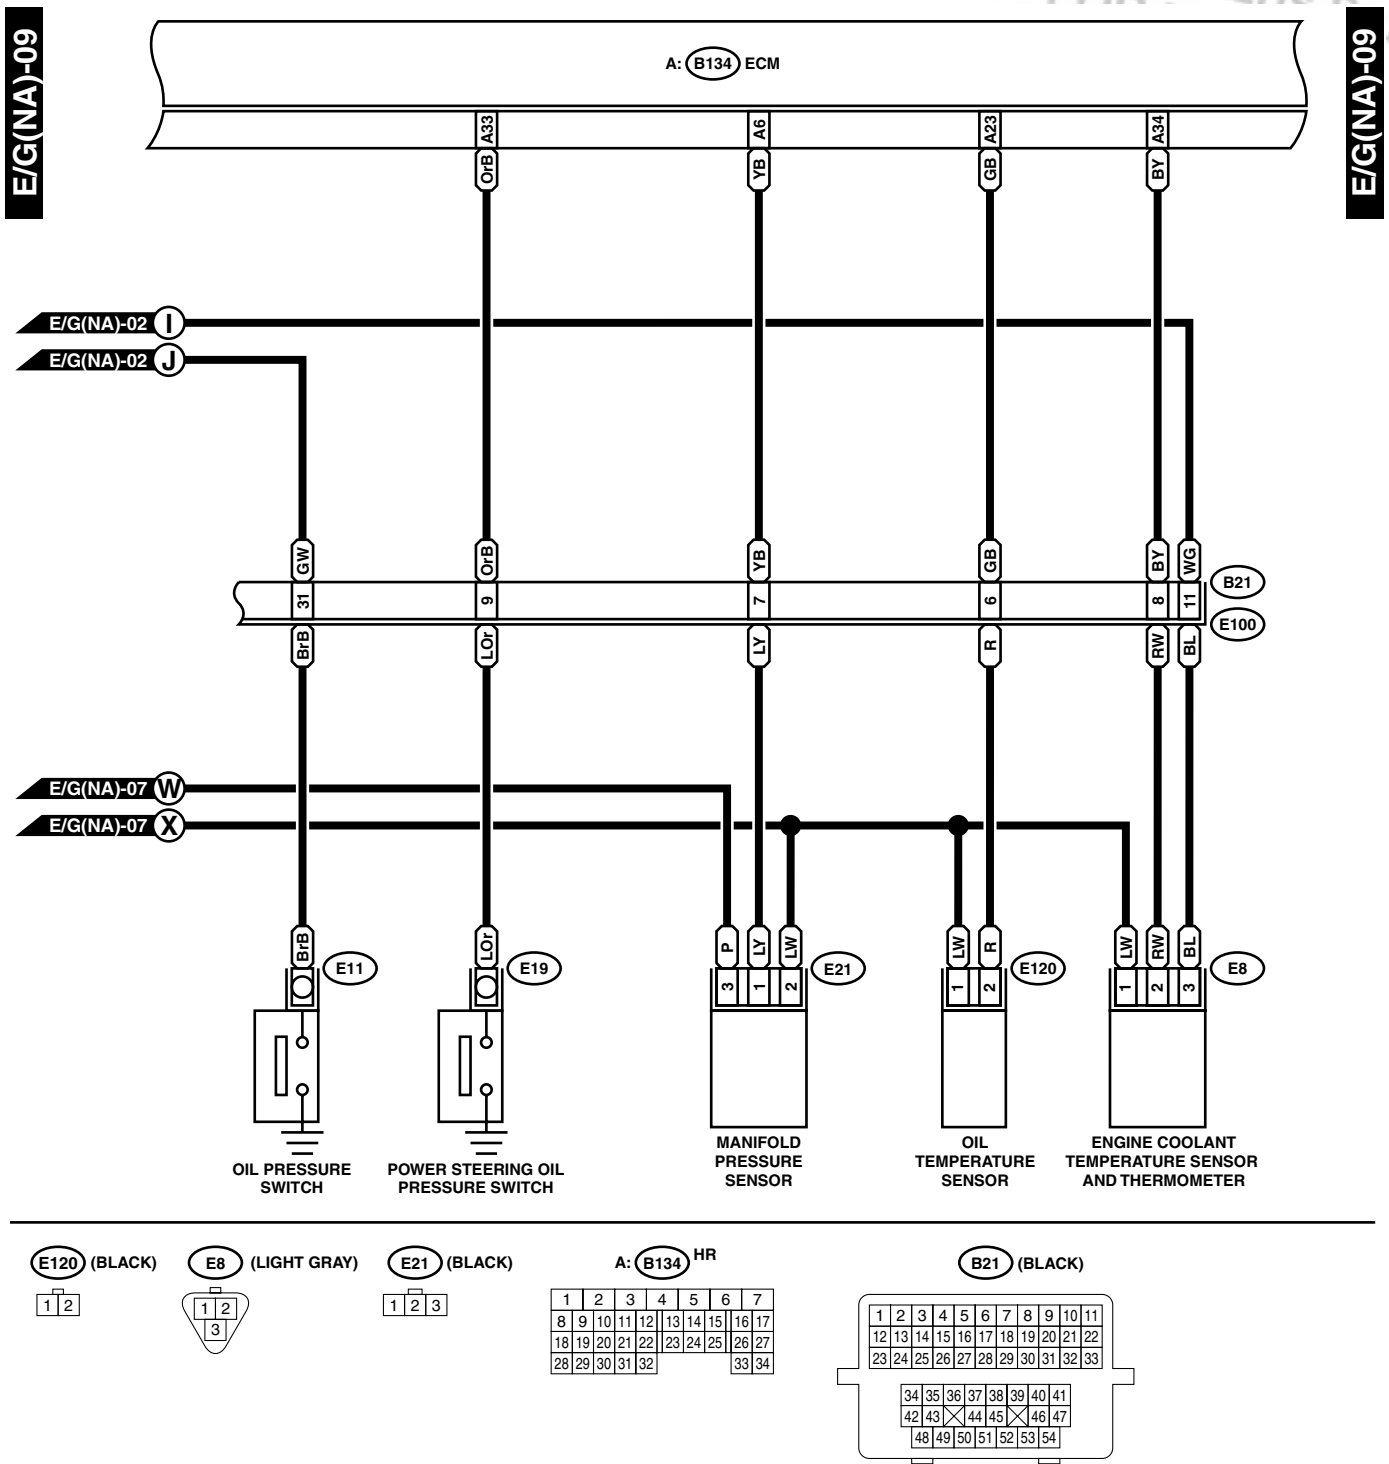 E/G(NA)-09
E/G(NA)-09
A: B134 ECM
A33 A6 A23 A34
OrB YB GB BY
E/G(NA)-02 I
E/G(NA)-02 J
GW OrB YB GB BY WG
31 9 7 6 8 11
B21
E100
BrB LOr LY R RW BL
E/G(NA)-07 W
E/G(NA)-07 X
BrB LOr P LY LW LW R LW RW BL
E11 E19 E21 E120 E8
3 1 2 1 2 1 2 3
OIL PRESSURE
SWITCH
POWER STEERING OIL
PRESSURE SWITCH
MANIFOLD
PRESSURE
SENSOR
OIL
TEMPERATURE
SENSOR
ENGINE COOLANT
TEMPERATURE SENSOR
AND THERMOMETER
E120 (BLACK)
1 2
E8 (LIGHT GRAY)
1 2
3
E21 (BLACK)
1 2 3
A: B134 HR
1 2 3 4 5 6 7
8 9 10 11 12 13 14 15 16 17
18 19 20 21 22 23 24 25 26 27
28 29 30 31 32 33 34
B21 (BLACK)
1 2 3 4 5 6 7 8 9 10 11
12 13 14 15 16 17 18 19 20 21 22
23 24 25 26 27 28 29 30 31 32 33
34 35 36 37 38 39 40 41
42 43 44 45 46 47
48 49 50 51 52 53 54